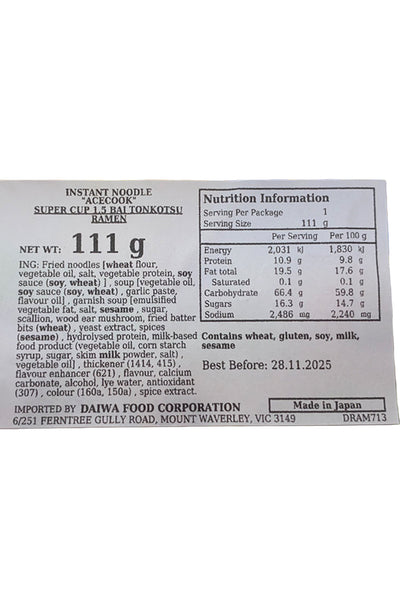 INSTANT NOODLE
"ACECOOK"
SUPER CUP 1.5 BAI TONKOTSU
RAMEN
NET WT: 111 g
ING: Fried noodles [wheat flour,
vegetable oil, salt, vegetable protein, soy
sauce (soy, wheat) , soup [vegetable oil,
soy sauce (soy, wheat) , garlic paste,
flavour oil] , garnish soup [emulsified
vegetable fat, salt, sesame , sugar,
scallion, wood ear mushroom, fried batter
bits (wheat) , yeast extract, spices
(sesame) , hydrolysed protein, milk-based
food product (vegetable oil, corn starch
syrup, sugar, skim milk powder, salt) ,
vegetable oil] , thickener (1414, 415) ,
flavour enhancer (621) , flavour, calcium
carbonate, alcohol, lye water, antioxidant
(307) , colour (160a, 150a) , spice extract.
Nutrition Information
Serving Per Package 1
Serving Size 111 g
Per Serving Per 100 g
Energy 2,031 kJ 1,830 kJ
Protein 10.9 g 9.8 g
Fat total 19.5 g 17.6 g
Saturated 0.1 g 0.1 g
Carbohydrate 66.4 g 59.8 g
Sugars 16.3 g 14.7 g
Sodium 2,486 mg 2,240 mg
Contains wheat, gluten, soy, milk,
sesame
Best Before: 28.11.2025
IMPORTED BY DAIWA FOOD CORPORATION
Made in Japan
6/251 FERNTREE GULLY ROAD, MOUNT WAVERLEY, VIC 3149
DRAM713